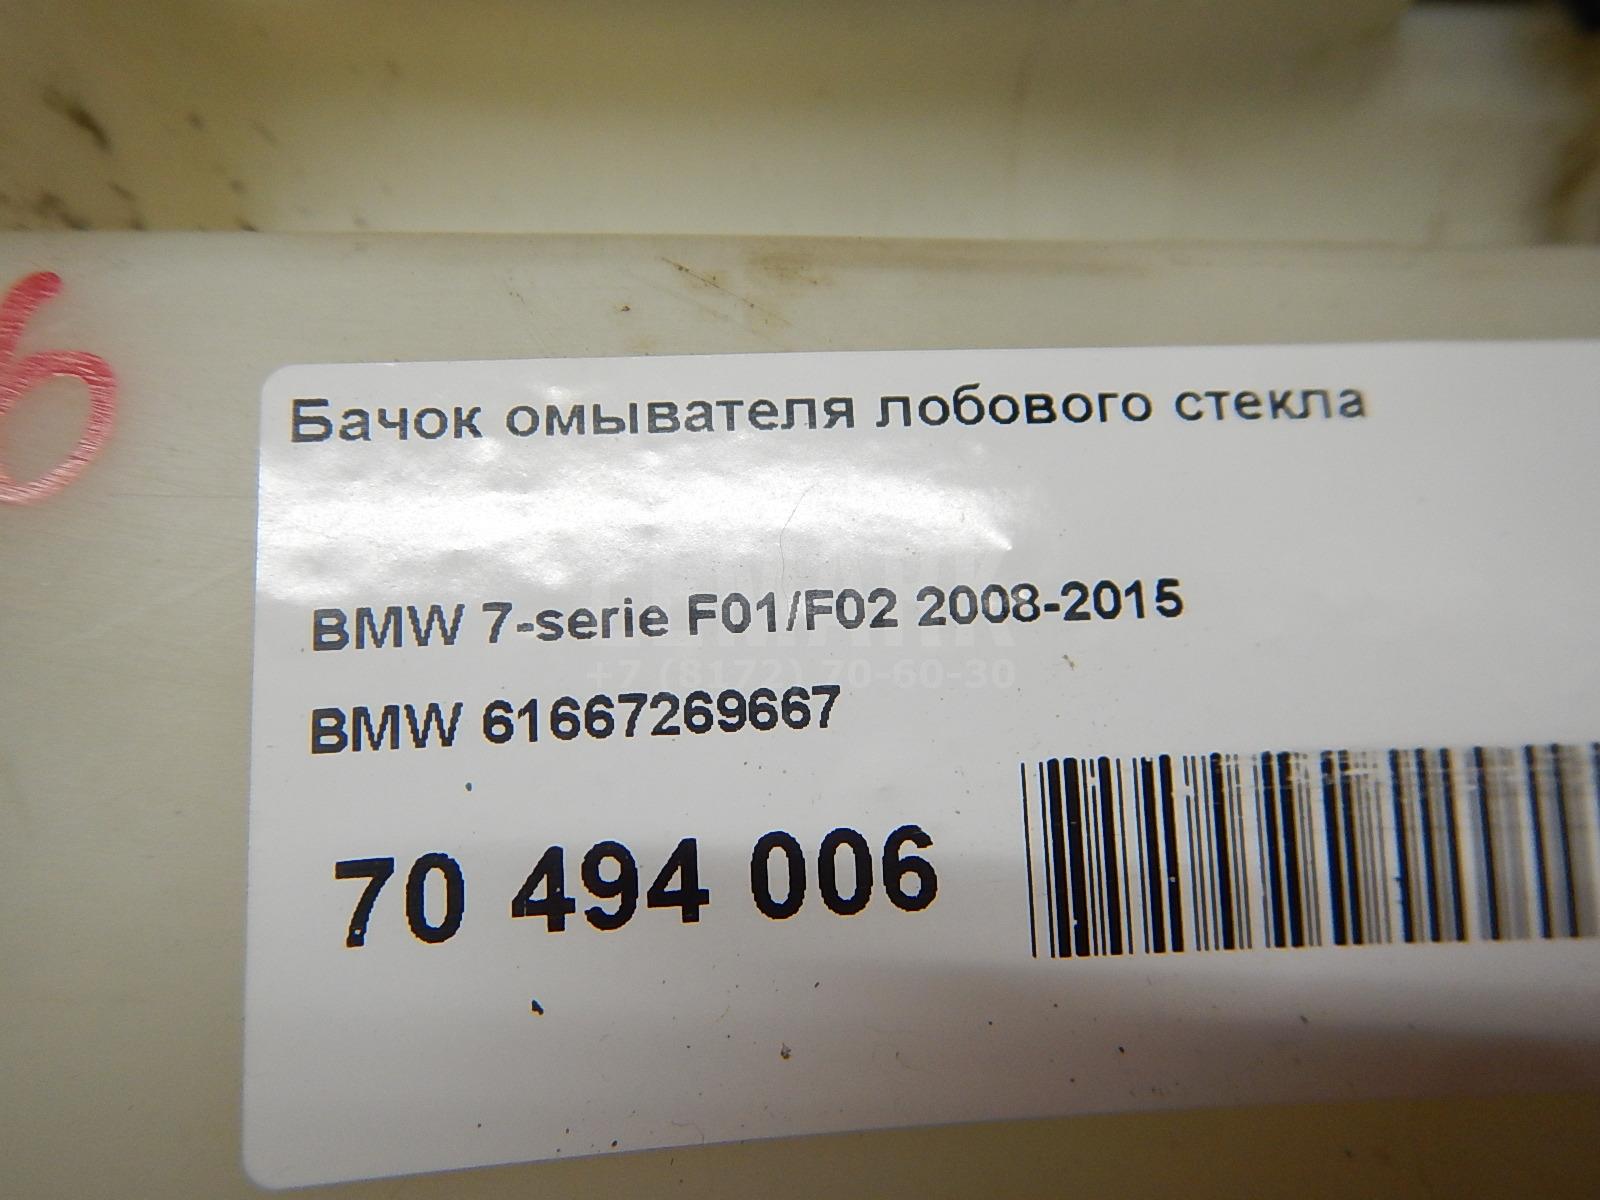 6
Бачок омывателя лобового стекла
BMW 7-serie F01/F02 2008-2015
+7 (8172) 70-60-30
BMW 61667269667
70 494 006